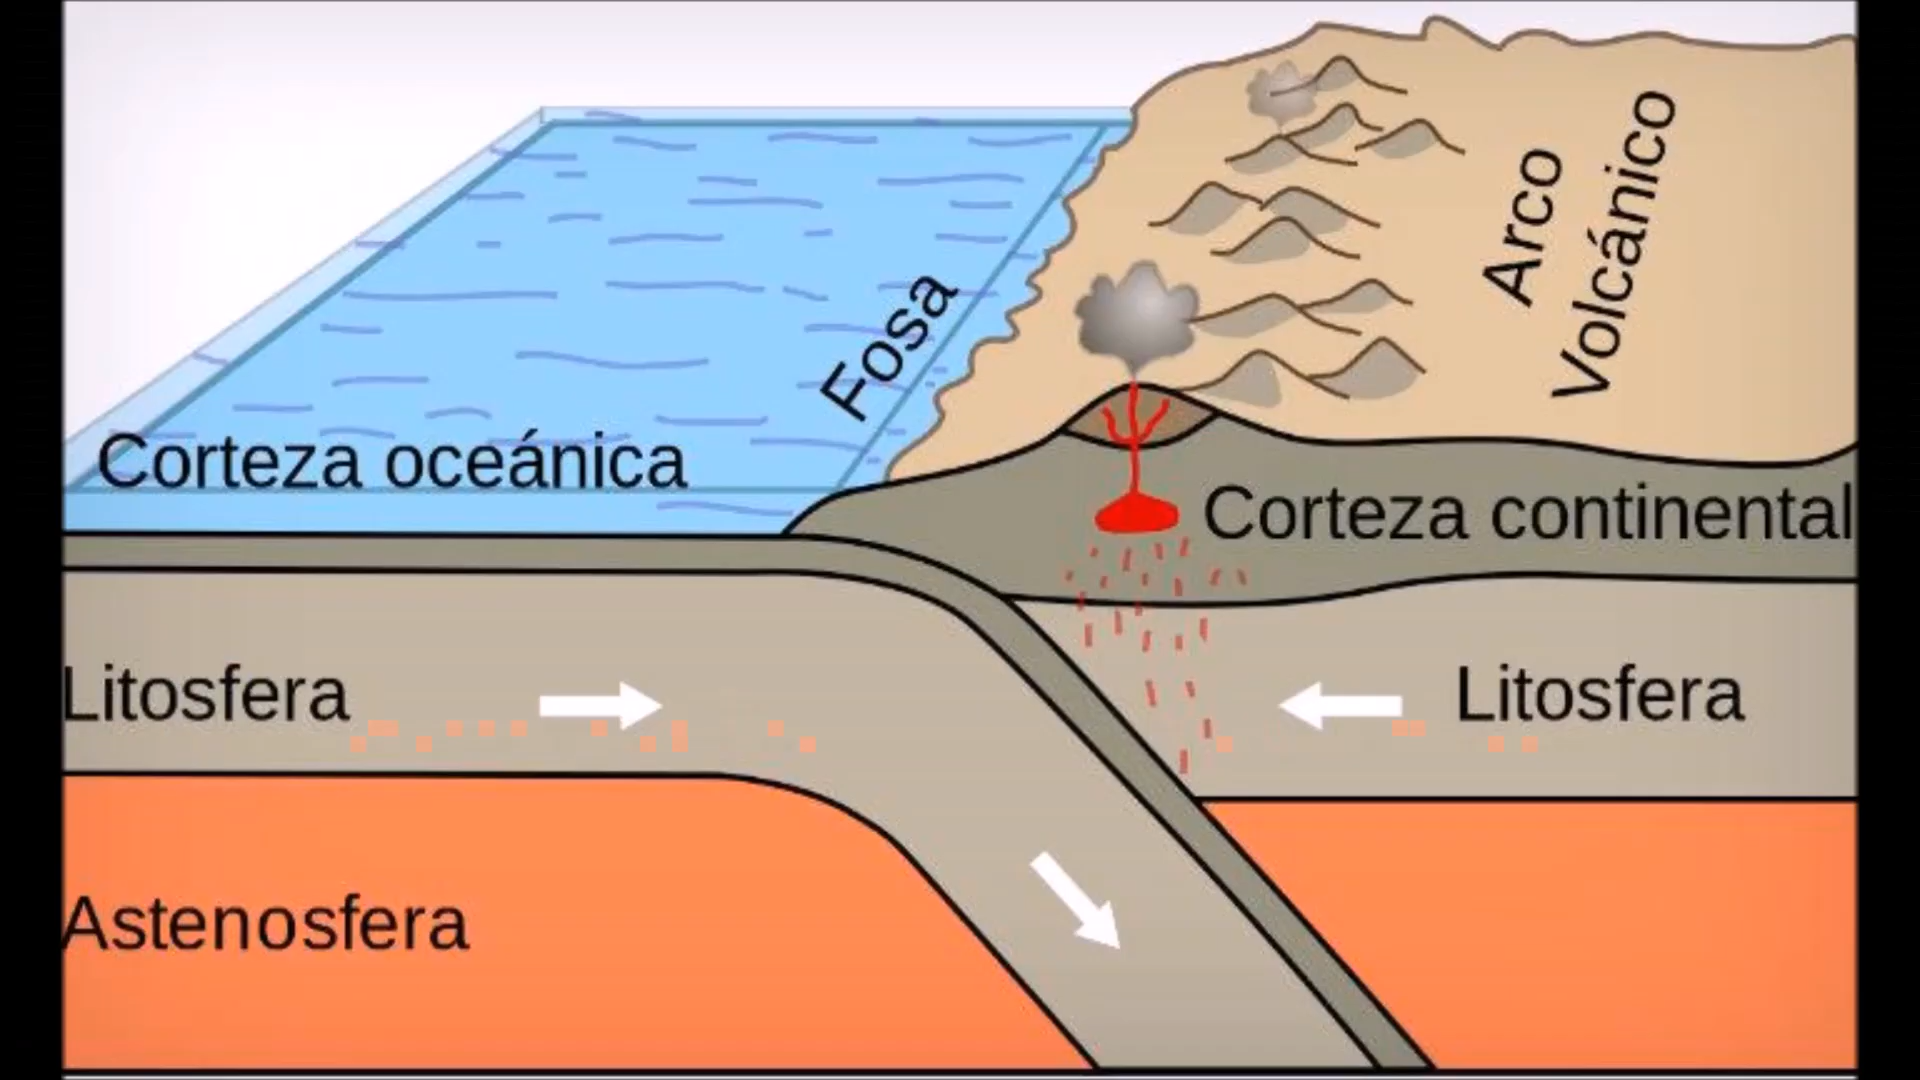 Arco
Volcánico
Fosa
Corteza oceánica
Corteza continental
Litosfera
Litosfera
Astenosfera